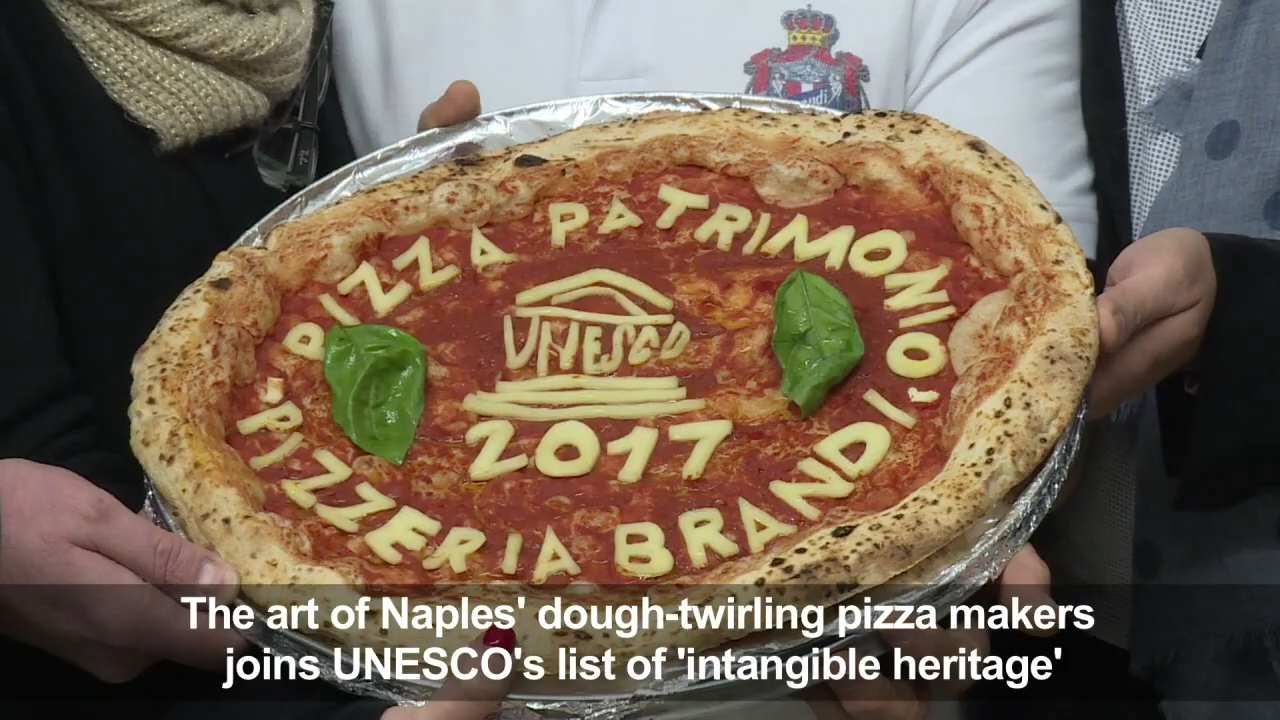 PIZZA PATRIMONIO
UNESCO
2017
"PIZZERIA BRANDI"
The art of Naples' dough-twirling pizza makers
joins UNESCO's list of 'intangible heritage'